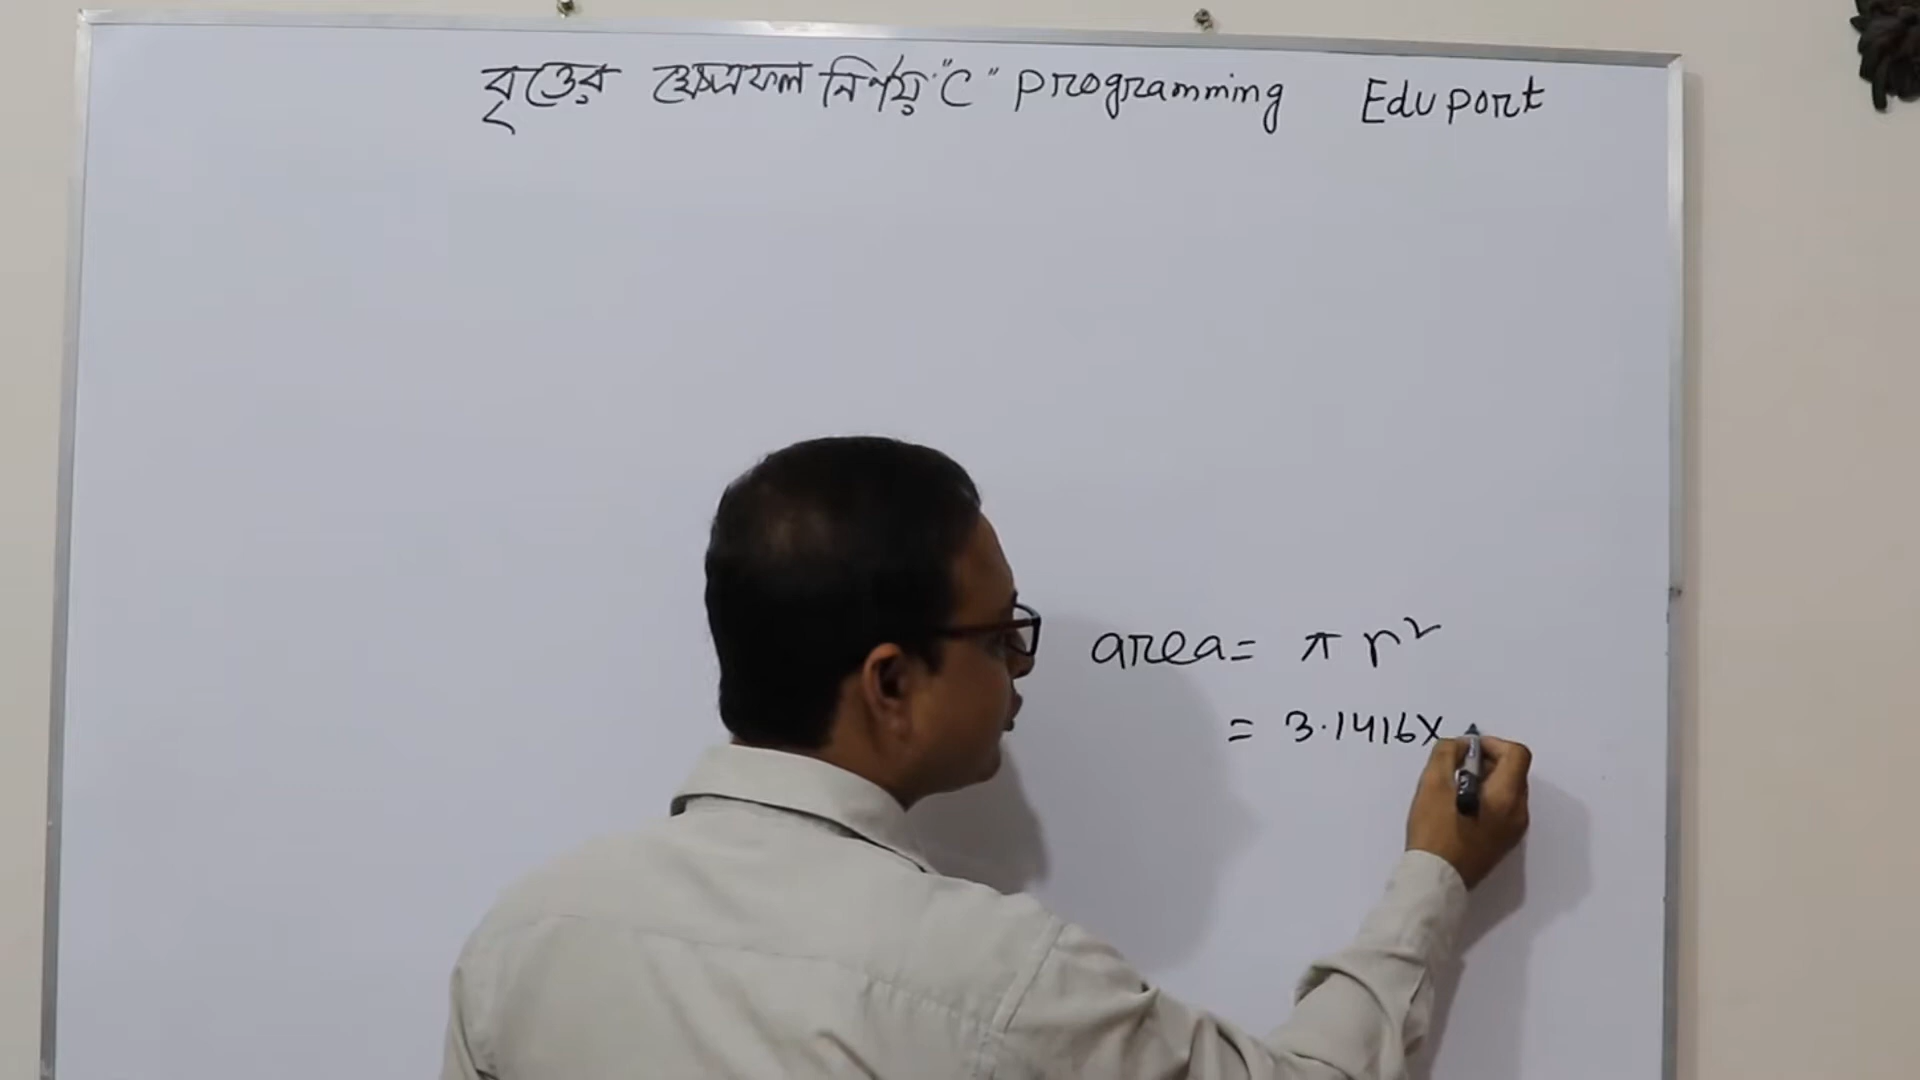 বৃত্তের ক্ষেত্রফল নির্ণয় "C" programming Eduport
area= π r²
= 3.1416×